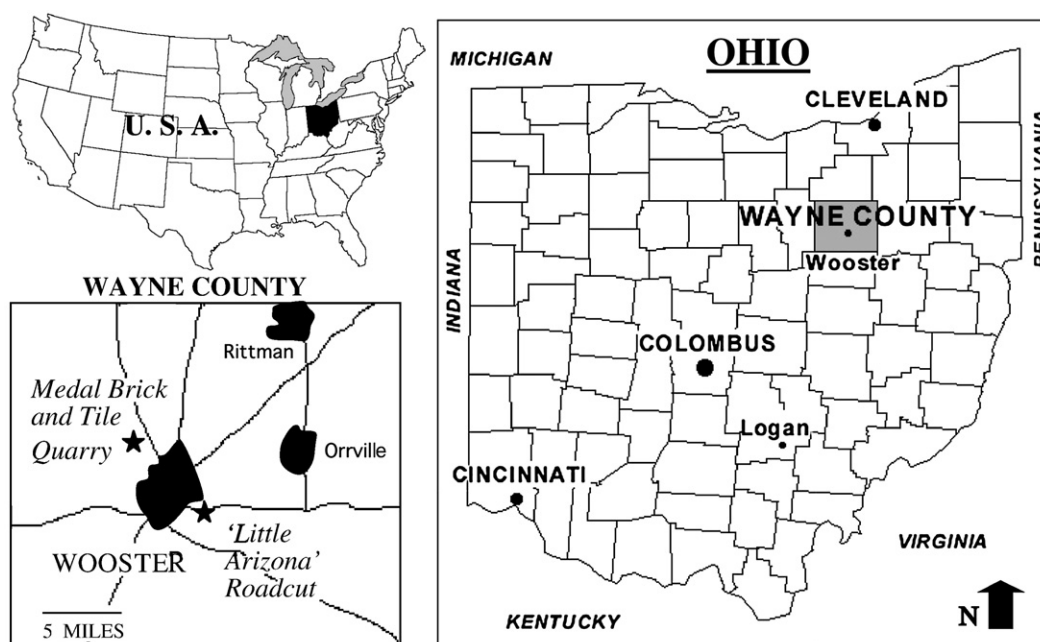 U. S. A.
WAYNE COUNTY
Rittman
Medal Brick
and Tile
Quarry
Orrville
WOOSTER
‘Little
Arizona’
Roadcut
5 MILES
OHIO
MICHIGAN
CLEVELAND
PENNSYLVANIA
WAYNE COUNTY
Wooster
INDIANA
COLOMBUS
Logan
CINCINNATI
VIRGINIA
KENTUCKY
N